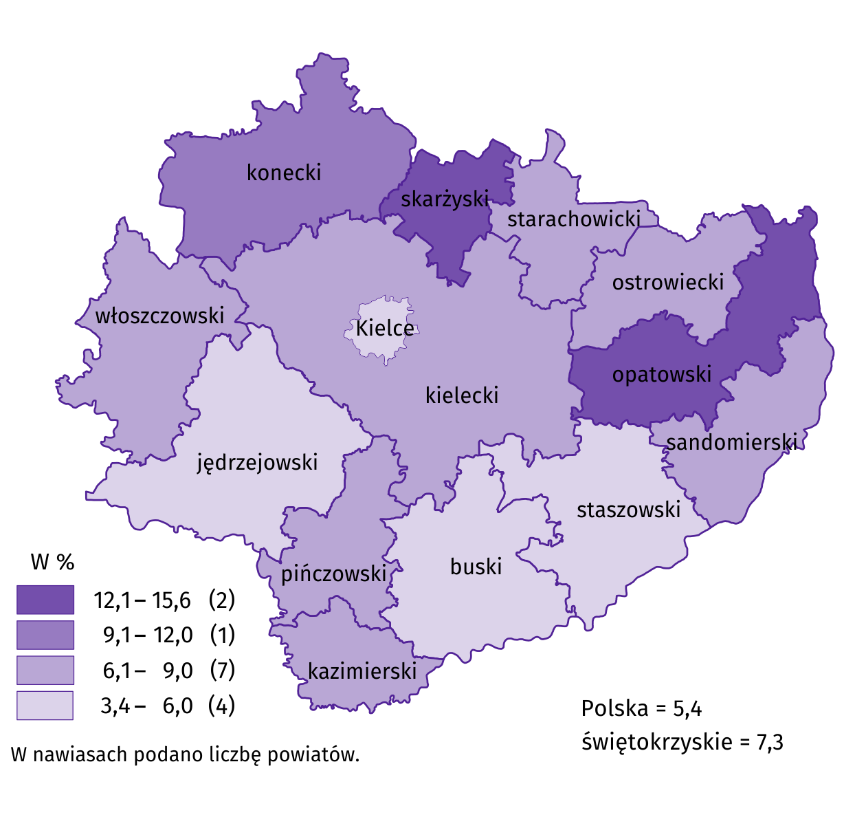 konecki
skarżyski
starachowicki
ostrowiecki
włoszczowski
Kielce
opatowski
kielecki
sandomierski
jędrzejowski
staszowski
buski
pińczowski
kazimierski
W %
12,1 – 15,6 (2)
9,1 – 12,0 (1)
6,1 – 9,0 (7)
3,4 – 6,0 (4)
Polska = 5,4
świętokrzyskie = 7,3
W nawiasach podano liczbę powiatów.